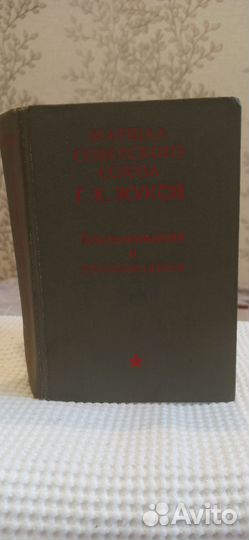 МАРШАЛ
СОВЕТСКОГО
СОЮЗА
Г. К. ЖУКОВ
Воспоминания
и
размышления
Avito